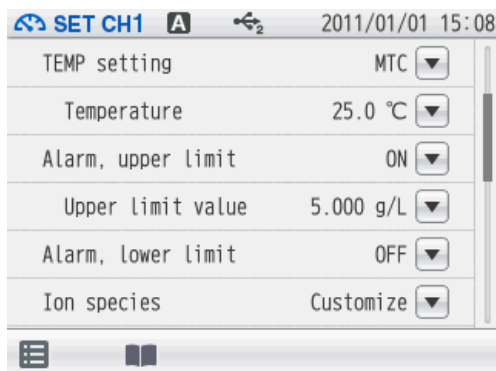 SET CH1 A 2 2011/01/01 15:08
TEMP setting MTC
Temperature 25.0 ℃
Alarm, upper limit ON
Upper limit value 5.000 g/L
Alarm, lower limit OFF
Ion species Customize